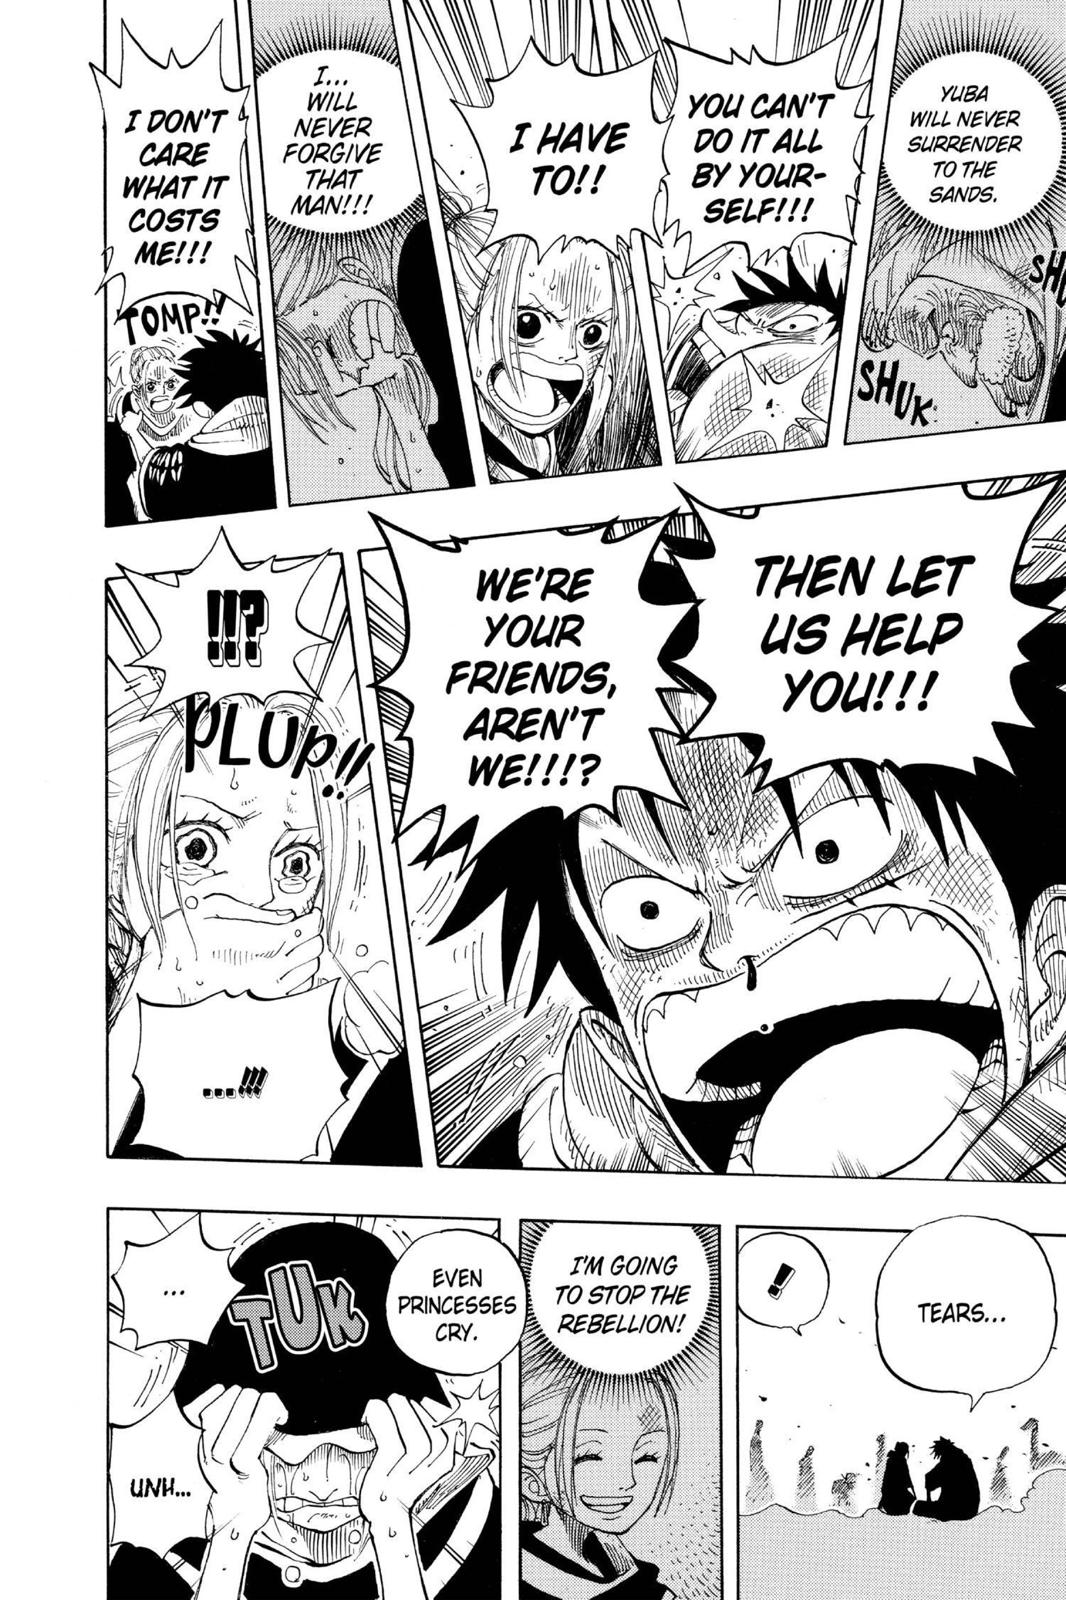 YUBA
WILL NEVER
SURRENDER
TO THE
SANDS.
SHUK
YOU CAN'T
DO IT ALL
BY YOUR-
SELF!!!
I HAVE
TO!!
I...
WILL
NEVER
FORGIVE
THAT
MAN!!!
I DON'T
CARE
WHAT IT
COSTS
ME!!!
TOMP!!
THEN LET
US HELP
YOU!!!
WE'RE
YOUR
FRIENDS,
AREN'T
WE!!!?
!!?
PLUP!!
...!!!
TEARS...
!
I'M GOING
TO STOP THE
REBELLION!
EVEN
PRINCESSES
CRY.
TUK
...
UNH...